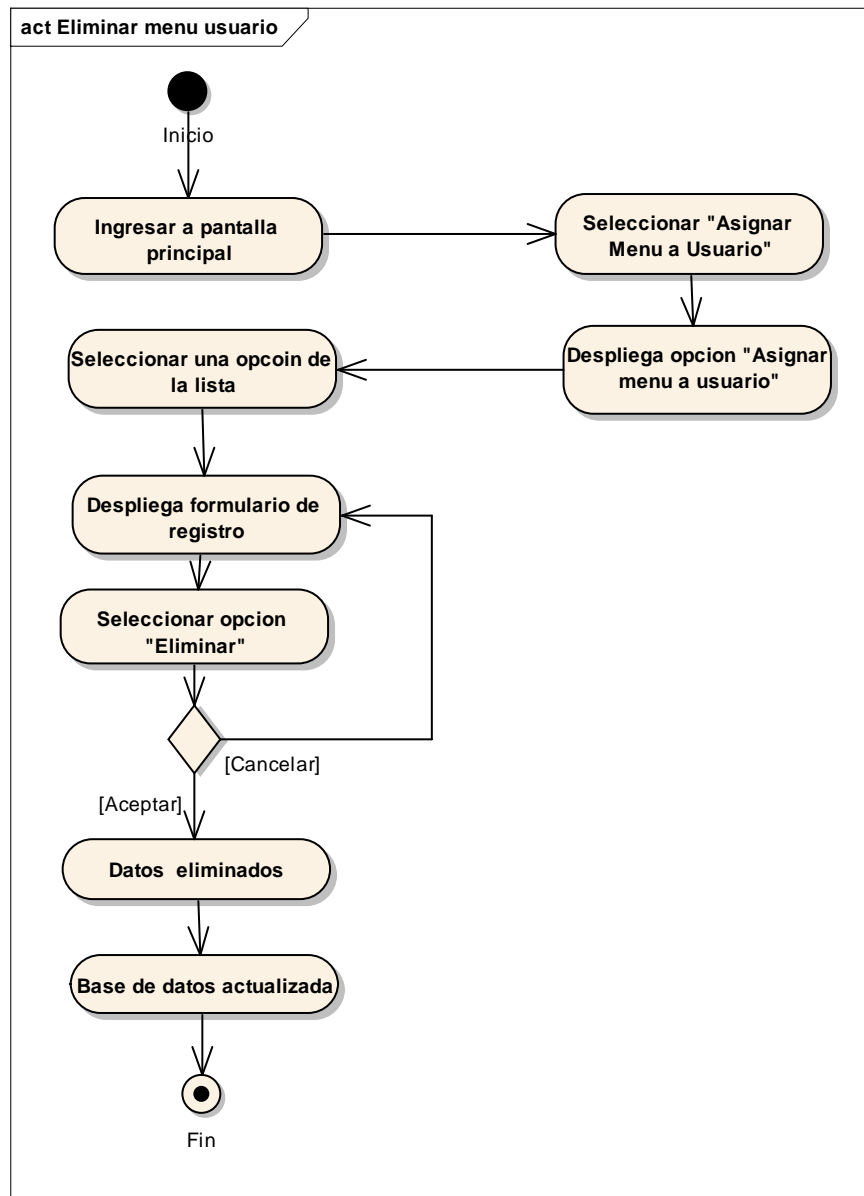 act Eliminar menu usuario
Inicio
Ingresar a pantalla
principal
Seleccionar "Asignar
Menu a Usuario"
Despliega opcion "Asignar
menu a usuario"
Seleccionar una opcoin de
la lista
Despliega formulario de
registro
Seleccionar opcion
"Eliminar"
[Cancelar]
[Aceptar]
Datos  eliminados
Base de datos actualizada
Fin